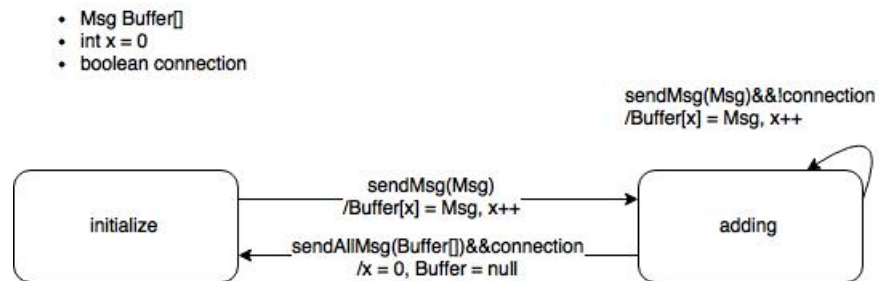 • Msg Buffer[]
• int x = 0
• boolean connection
sendMsg(Msg)&&!connection
/Buffer[x] = Msg, x++
sendMsg(Msg)
/Buffer[x] = Msg, x++
initialize
adding
sendAllMsg(Buffer[])&&connection
/x = 0, Buffer = null